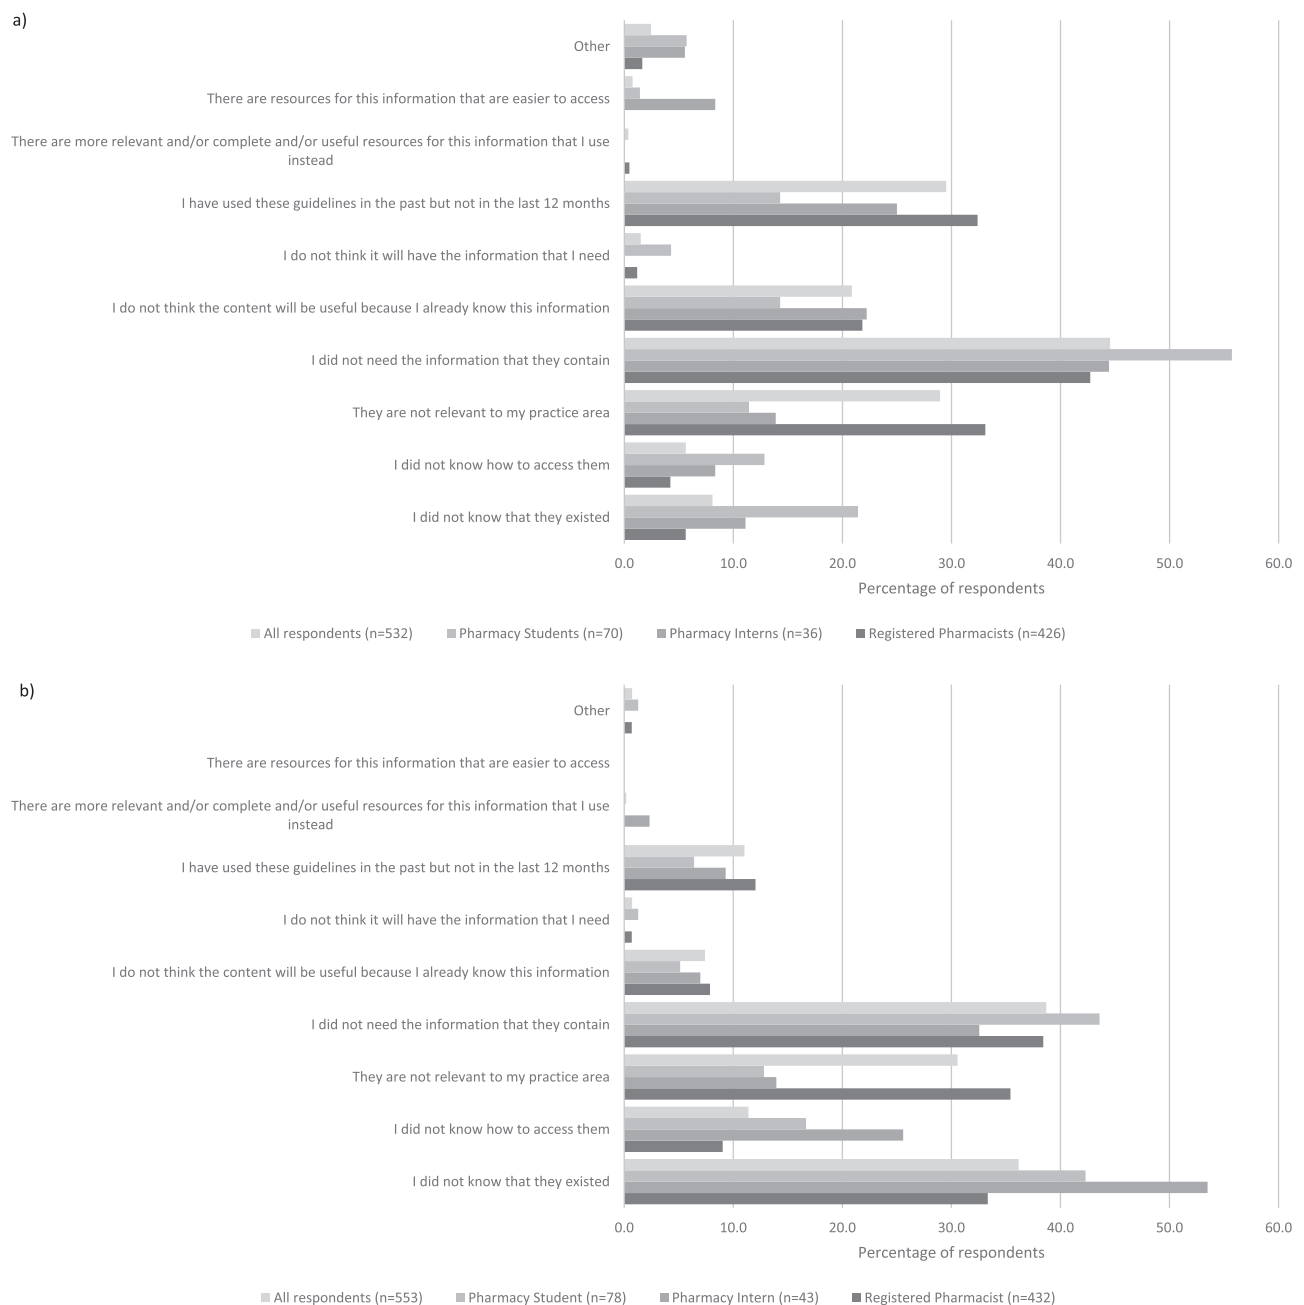 a)
Other
There are resources for this information that are easier to access
There are more relevant and/or complete and/or useful resources for this information that I use
instead
I have used these guidelines in the past but not in the last 12 months
I do not think it will have the information that I need
I do not think the content will be useful because I already know this information
I did not need the information that they contain
They are not relevant to my practice area
I did not know how to access them
I did not know that they existed
0.0 10.0 20.0 30.0 40.0 50.0 60.0
Percentage of respondents
All respondents (n=532) Pharmacy Students (n=70) Pharmacy Interns (n=36) Registered Pharmacists (n=426)
b)
Other
There are resources for this information that are easier to access
There are more relevant and/or complete and/or useful resources for this information that I use
instead
I have used these guidelines in the past but not in the last 12 months
I do not think it will have the information that I need
I do not think the content will be useful because I already know this information
I did not need the information that they contain
They are not relevant to my practice area
I did not know how to access them
I did not know that they existed
0.0 10.0 20.0 30.0 40.0 50.0 60.0
Percentage of respondents
All respondents (n=553) Pharmacy Student (n=78) Pharmacy Intern (n=43) Registered Pharmacist (n=432)